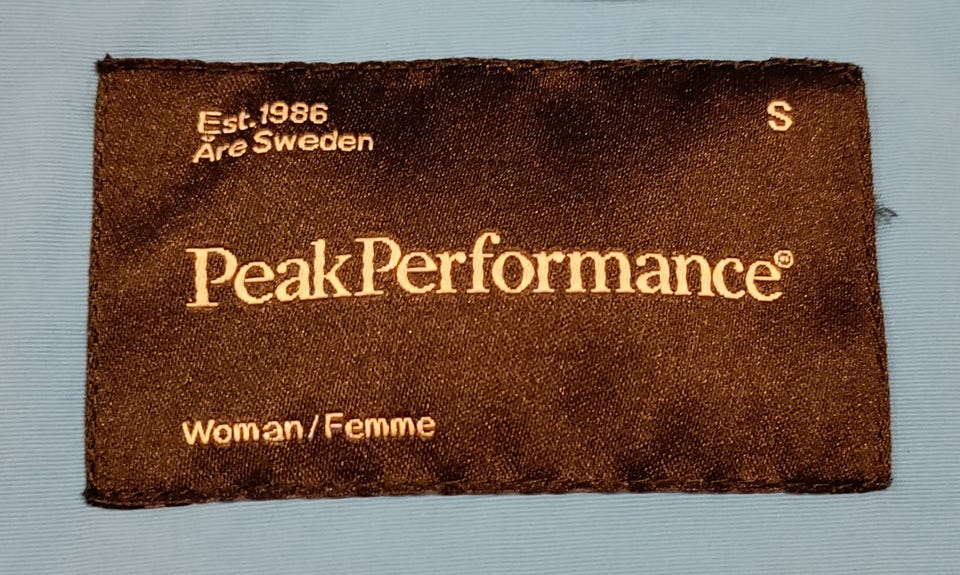 Est. 1986
Åre Sweden
S
PeakPerformance®
Woman/Femme